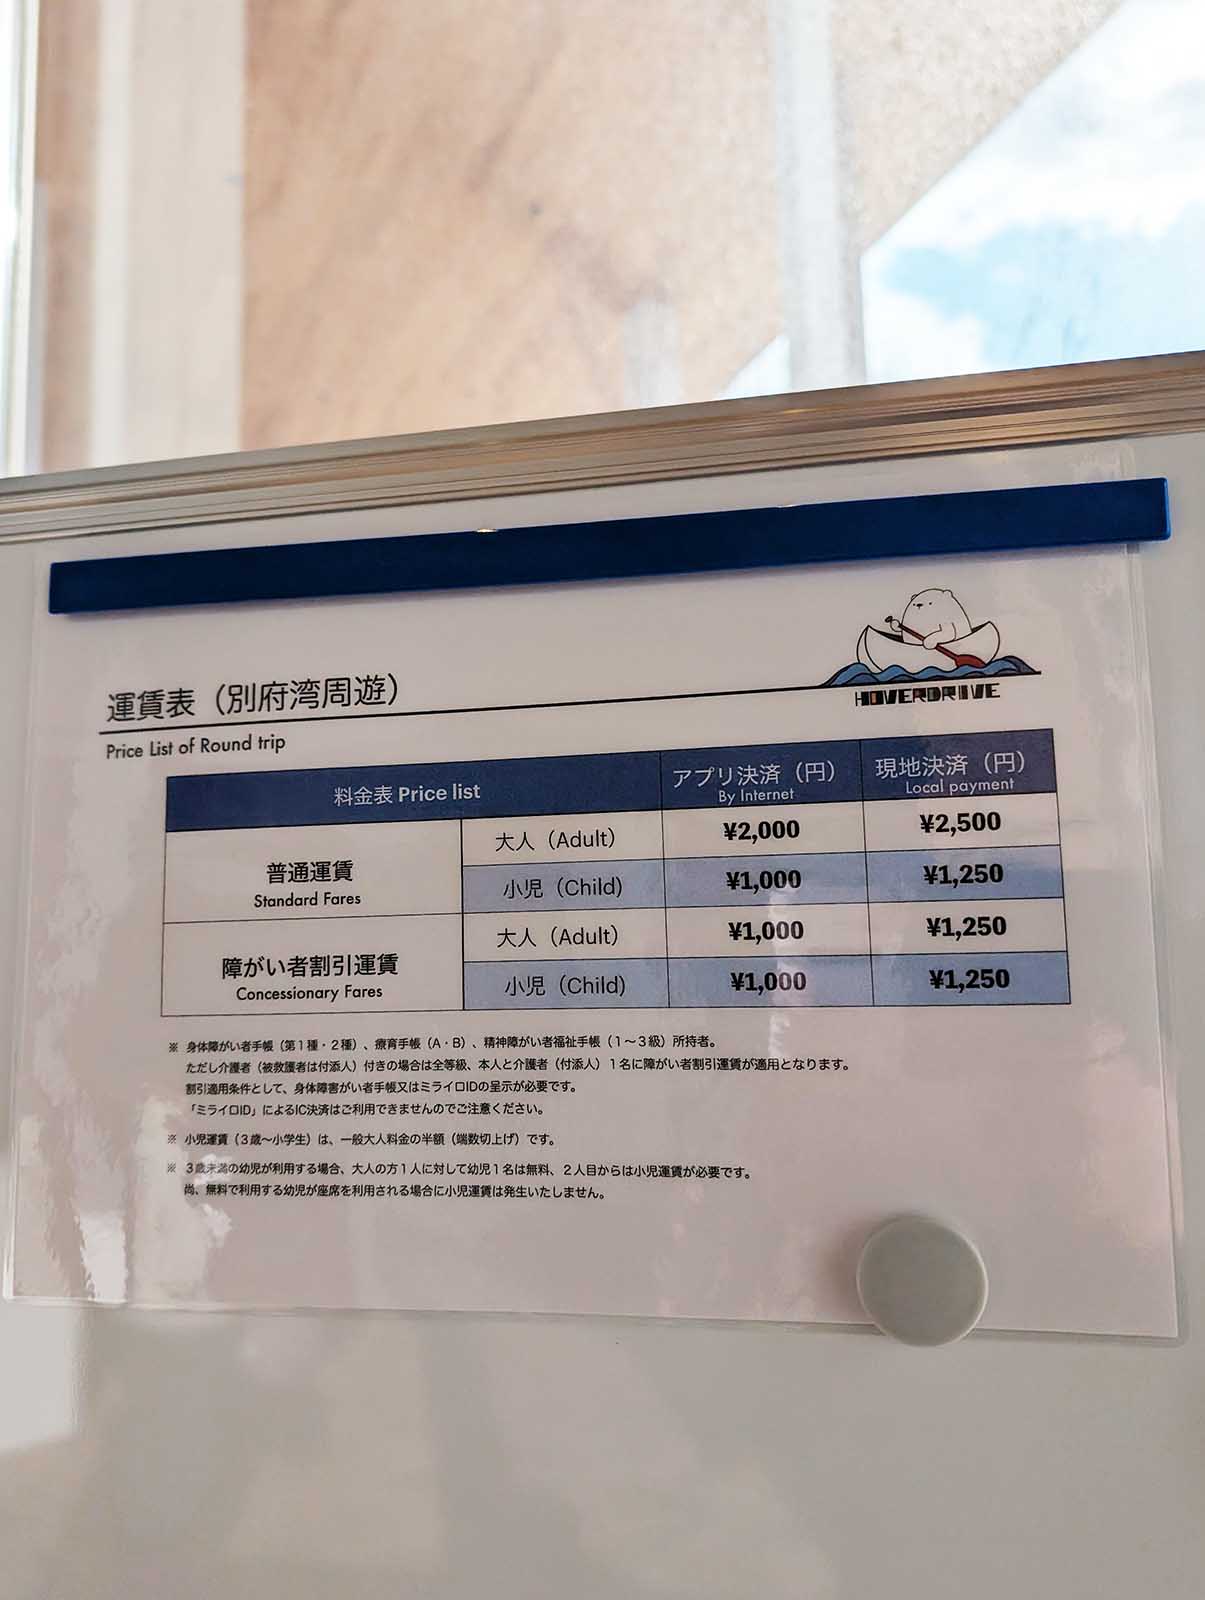 HOVERDRIVE
運賃表（別府湾周遊）
Price List of Round trip
料金表 Price list
アプリ決済（円）
By Internet
現地決済（円）
Local payment
普通運賃
Standard Fares
大人（Adult） ¥2,000 ¥2,500
小児（Child） ¥1,000 ¥1,250
障がい者割引運賃
Concessionary Fares
大人（Adult） ¥1,000 ¥1,250
小児（Child） ¥1,000 ¥1,250
※ 身体障がい者手帳（第１種・２種）、療育手帳（A・B）、精神障がい者福祉手帳（１～３級）所持者。
ただし介護者（被救護者は付添人）付きの場合は全等級、本人と介護者（付添人）１名に障がい者割引運賃が適用となります。
割引適用条件として、身体障害がい者手帳又はミライロIDの呈示が必要です。
「ミライロID」によるIC決済はご利用できませんのでご注意ください。
※ 小児運賃（３歳～小学生）は、一般大人料金の半額（端数切上げ）です。
※ ３歳未満の幼児が利用する場合、大人の方１人に対して幼児１名は無料、２人目からは小児運賃が必要です。
尚、無料で利用する幼児が座席を利用される場合に小児運賃は発生いたしません。